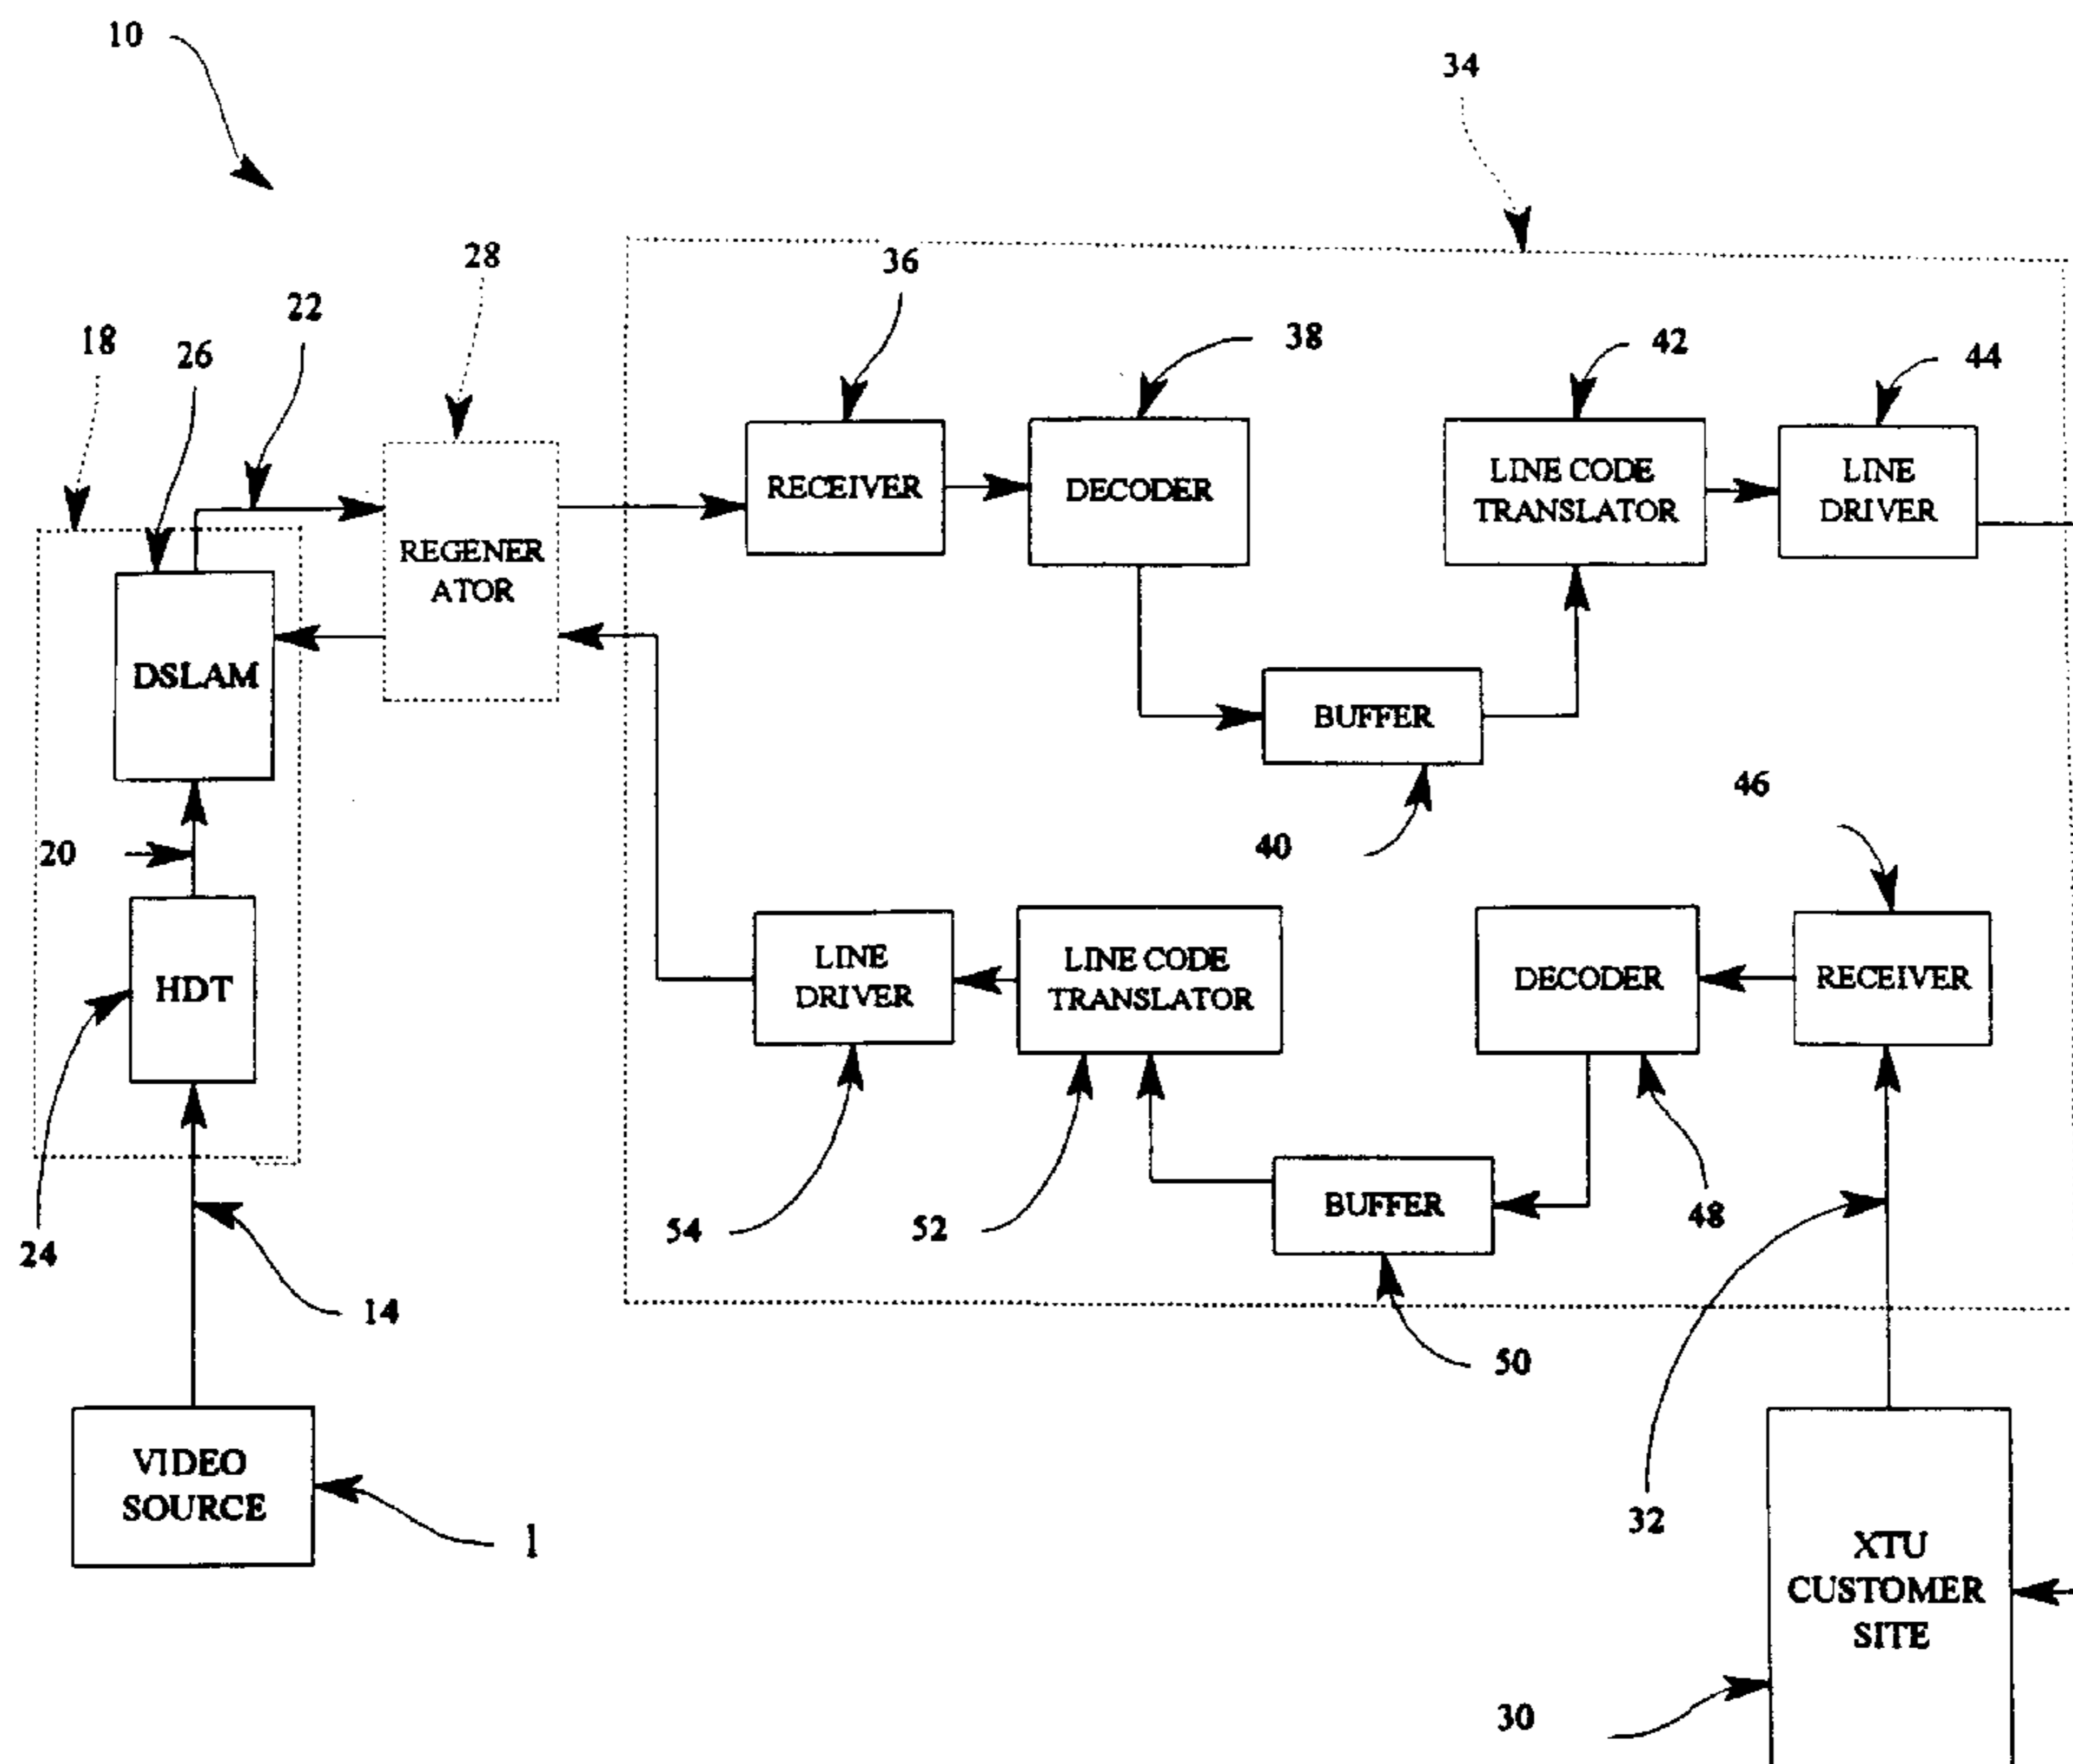 10
34
28
36
22
18
26
38
42
44
RECEIVER
DECODER
LINE CODE
TRANSLATOR
LINE
DRIVER
REGENER
ATOR
DSLAM
BUFFER
46
20
40
HDT
LINE
DRIVER
LINE CODE
TRANSLATOR
DECODER
RECEIVER
BUFFER
54
52
48
24
14
50
VIDEO
SOURCE
1
32
XTU
CUSTOMER
SITE
30